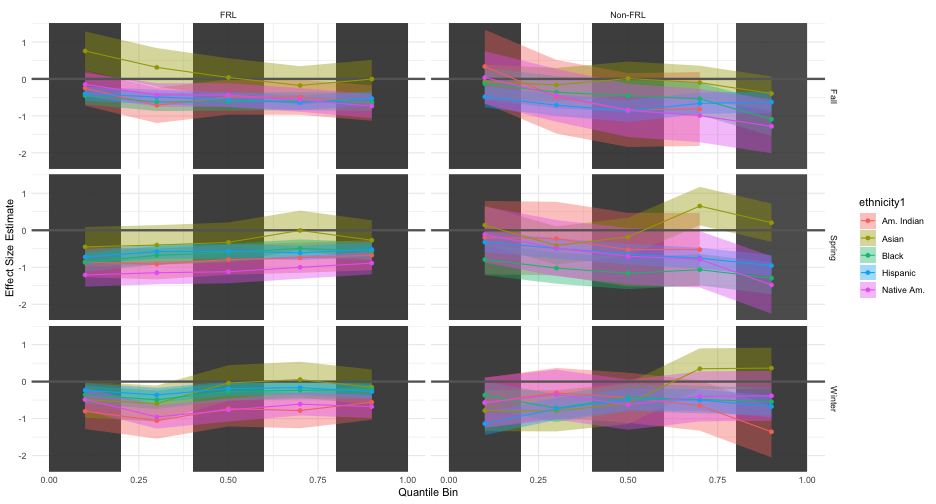 FRL
Non-FRL
Effect Size Estimate
1
0
-1
-2
Fall
1
0
-1
-2
Spring
1
0
-1
-2
Winter
0.00
0.25
0.50
0.75
1.00
0.00
0.25
0.50
0.75
1.00
Quantile Bin
ethnicity1
Am. Indian
Asian
Black
Hispanic
Native Am.